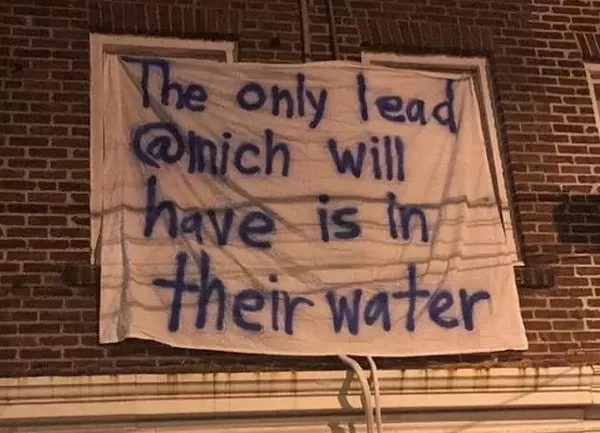 The only lead
@mich will
have is in
their water